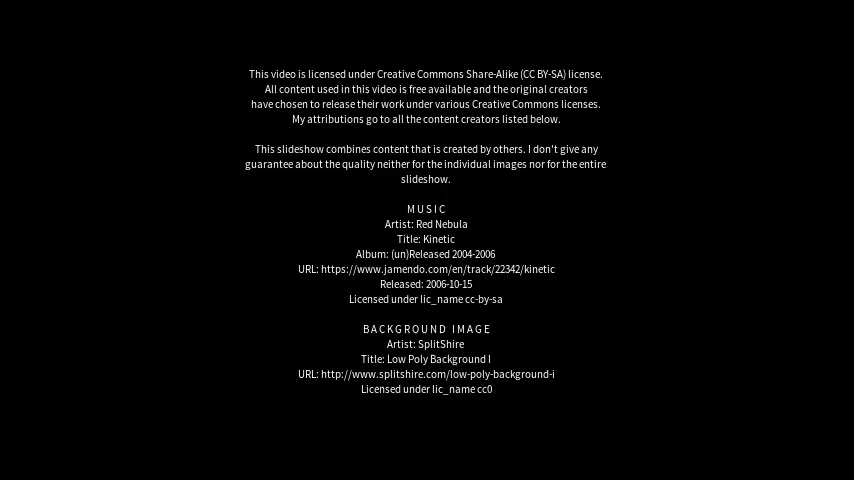 This video is licensed under Creative Commons Share-Alike (CC BY-SA) license.
All content used in this video is free available and the original creators
have chosen to release their work under various Creative Commons licenses.
My attributions go to all the content creators listed below.
This slideshow combines content that is created by others. I don't give any
guarantee about the quality neither for the individual images nor for the entire
slideshow.
MUSIC
Artist: Red Nebula
Title: Kinetic
Album: (un)Released 2004-2006
URL: https://www.jamendo.com/en/track/22342/kinetic
Released: 2006-10-15
Licensed under lic_name cc-by-sa
BACKGROUND IMAGE
Artist: SplitShire
Title: Low Poly Background I
URL: http://www.splitshire.com/low-poly-background-i
Licensed under lic_name cc0